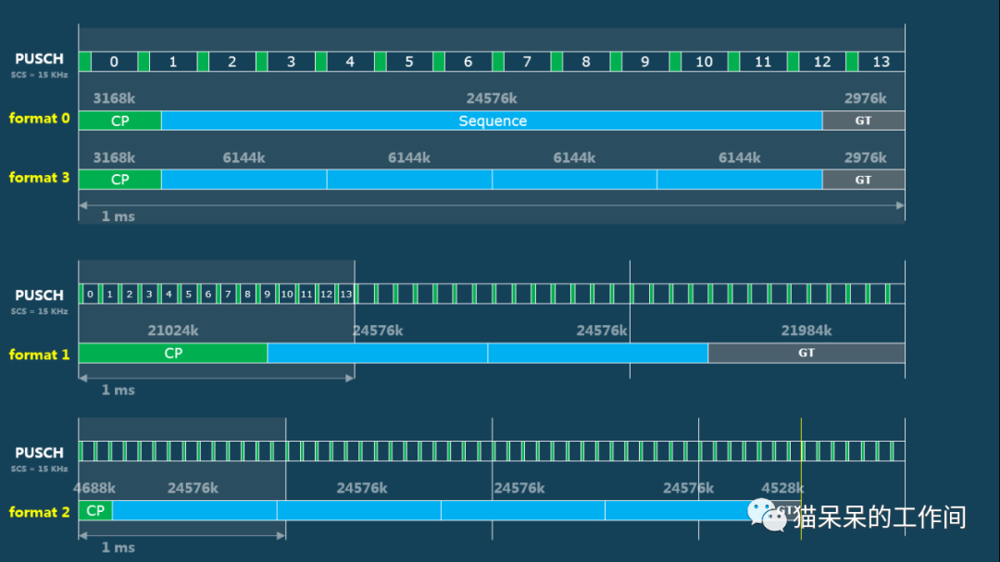 PUSCH 0 1 2 3 4 5 6 7 8 9 10 11 12 13
SCS = 15 KHz
3168k 24576k 2976k
format 0 CP Sequence GT
3168k 6144k 6144k 6144k 6144k 2976k
format 3 CP GT
1 ms
PUSCH 0 1 2 3 4 5 6 7 8 9 10 11 12 13
SCS = 15 KHz
21024k 24576k 24576k 21984k
format 1 CP GT
1 ms
PUSCH
SCS = 15 KHz
4688k 24576k 24576k 24576k 24576k 4528k
format 2 CP GT
猫呆呆的工作间
1 ms